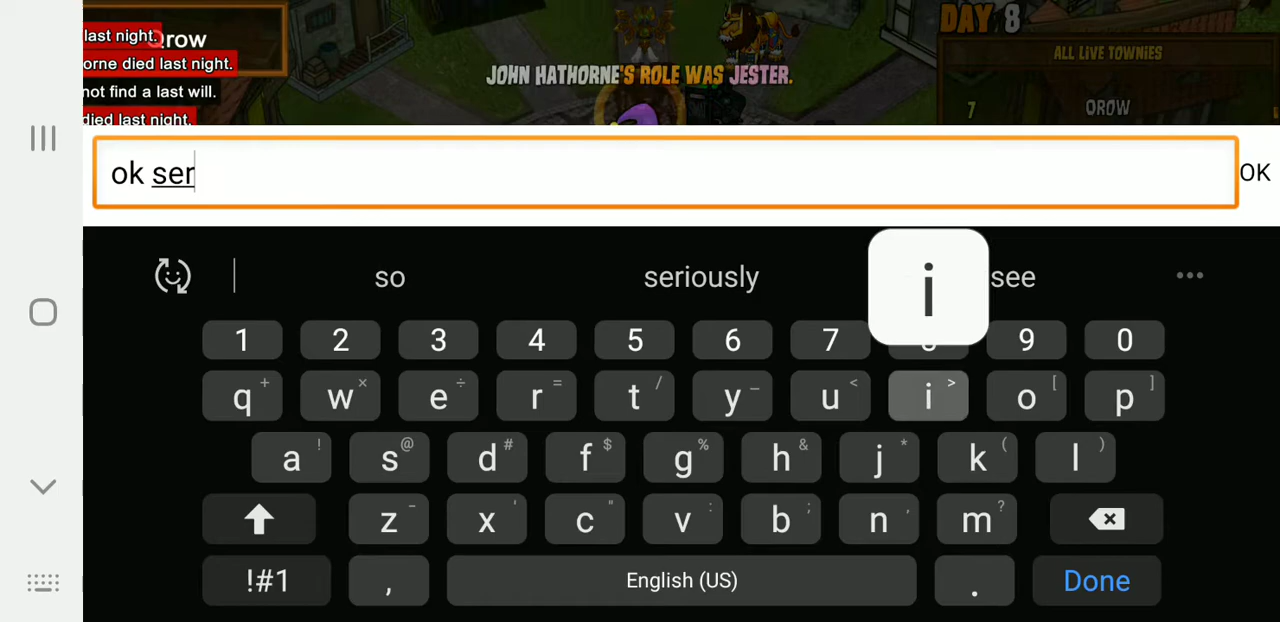 last night.
Orow
orne died last night.
not find a last will.
died last night.
JOHN HATHORNE'S ROLE WAS JESTER.
DAY 8
ALL LIVE TOWNIES
7 OROW
ok ser
OK
so seriously see •••
i
1 2 3 4 5 6 7 8 9 0
q + w × e ÷ r = t / y _ u < i > o [ p ]
a ! s @ d # f $ g % h & j * k ( l )
z - x ' c " v : b ; n , m ?
!#1 , English (US) . Done